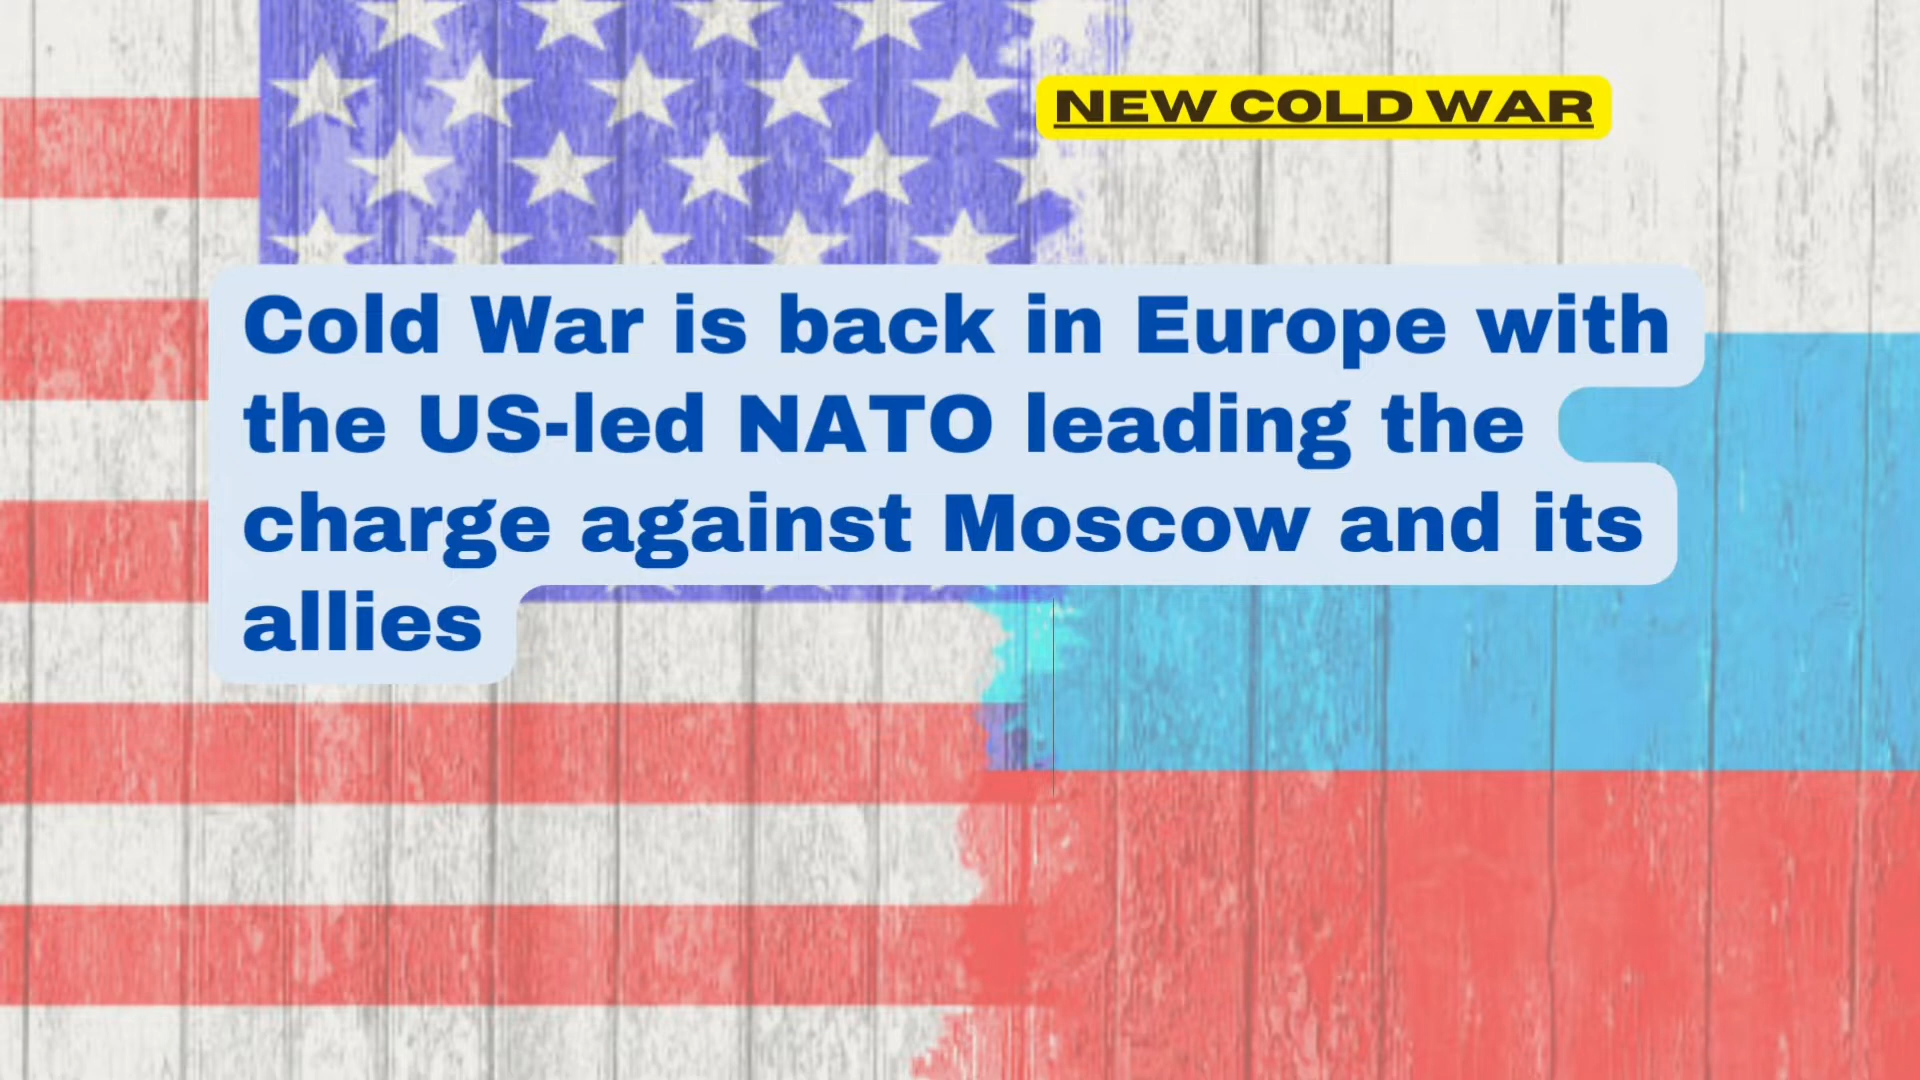 NEW COLD WAR
Cold War is back in Europe with
the US-led NATO leading the
charge against Moscow and its
allies